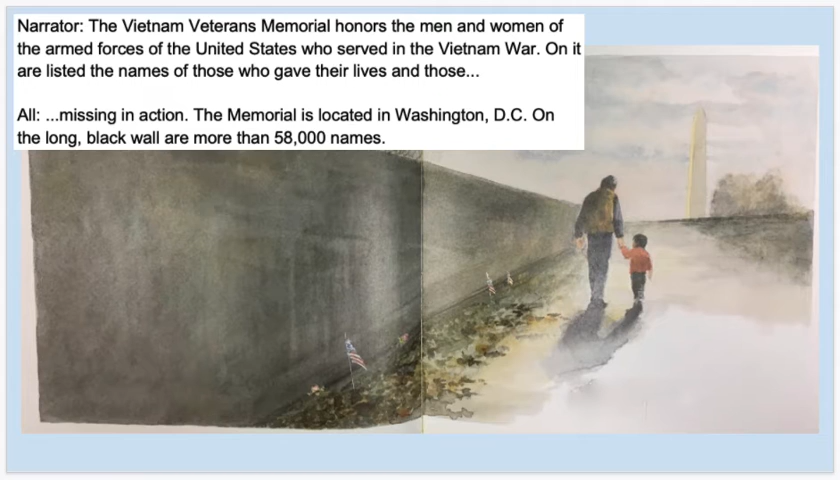 Narrator: The Vietnam Veterans Memorial honors the men and women of
the armed forces of the United States who served in the Vietnam War. On it
are listed the names of those who gave their lives and those...
All: ...missing in action. The Memorial is located in Washington, D.C. On
the long, black wall are more than 58,000 names.